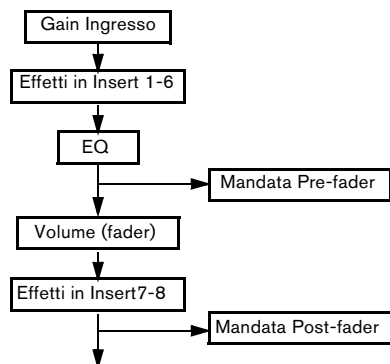 Gain Ingresso
Effetti in Insert 1-6
EQ
Mandata Pre-fader
Volume (fader)
Effetti in Insert7-8
Mandata Post-fader